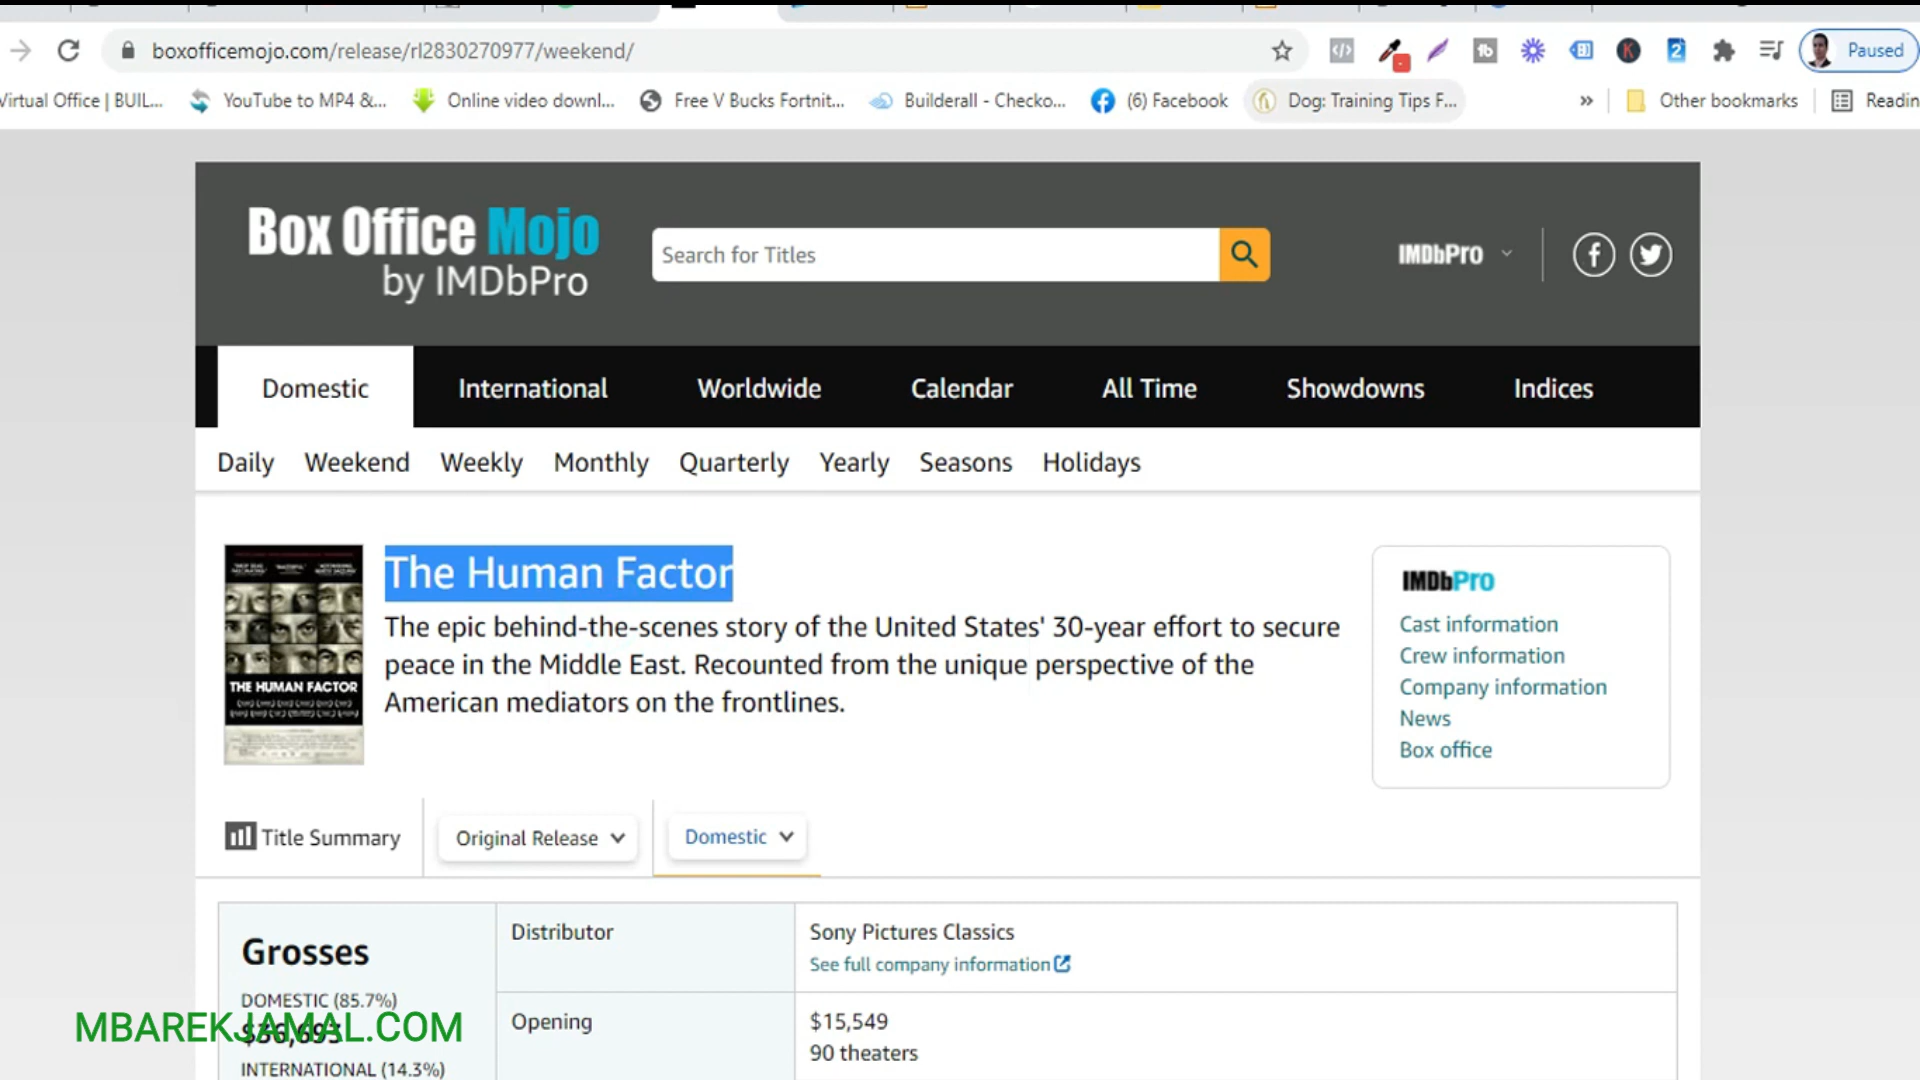 boxofficemojo.com/release/rl2830270977/weekend/
Paused
Virtual Office | BUIL...
YouTube to MP4 &...
Online video downl...
Free V Bucks Fortnit...
Builderall - Checko...
(6) Facebook
Dog: Training Tips F...
»
Other bookmarks
Readin
Box Office Mojo
by IMDbPro
Search for Titles
IMDbPro
Domestic
International
Worldwide
Calendar
All Time
Showdowns
Indices
Daily
Weekend
Weekly
Monthly
Quarterly
Yearly
Seasons
Holidays
The Human Factor
The epic behind-the-scenes story of the United States' 30-year effort to secure
peace in the Middle East. Recounted from the unique perspective of the
American mediators on the frontlines.
THE HUMAN FACTOR
IMDbPro
Cast information
Crew information
Company information
News
Box office
Title Summary
Original Release
Domestic
Grosses
DOMESTIC (85.7%)
$36,693
INTERNATIONAL (14.3%)
Distributor
Sony Pictures Classics
See full company information
Opening
$15,549
90 theaters
MBAREKJAMAL.COM